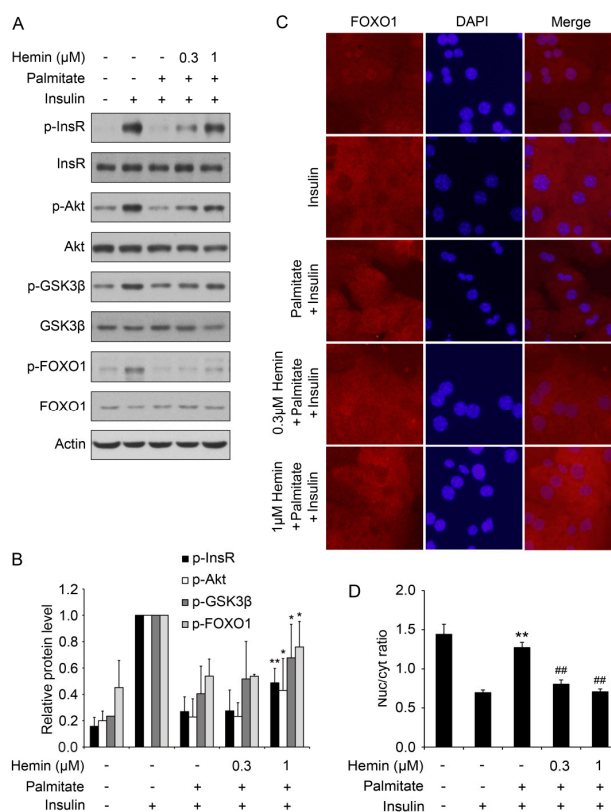 A
Hemin (µM) - - - 0.3 1
Palmitate - - + + +
Insulin - + + + +
p-InsR
InsR
p-Akt
Akt
p-GSK3β
GSK3β
p-FOXO1
FOXO1
Actin
B
p-InsR
p-Akt
p-GSK3β
p-FOXO1
Relative protein level
1.2
1.0
0.8
0.6
0.4
0.2
0.0
** * * *
Hemin (µM) - - - 0.3 1
Palmitate - - + + +
Insulin - + + + +
C
FOXO1 DAPI Merge
Insulin
Palmitate
+ Insulin
0.3µM Hemin
+ Palmitate
+ Insulin
1µM Hemin
+ Palmitate
+ Insulin
D
Nuc/cyt ratio
2.0
1.5
1.0
0.5
0.0
** ## ##
Hemin (µM) - - - 0.3 1
Palmitate - - + + +
Insulin - + + + +